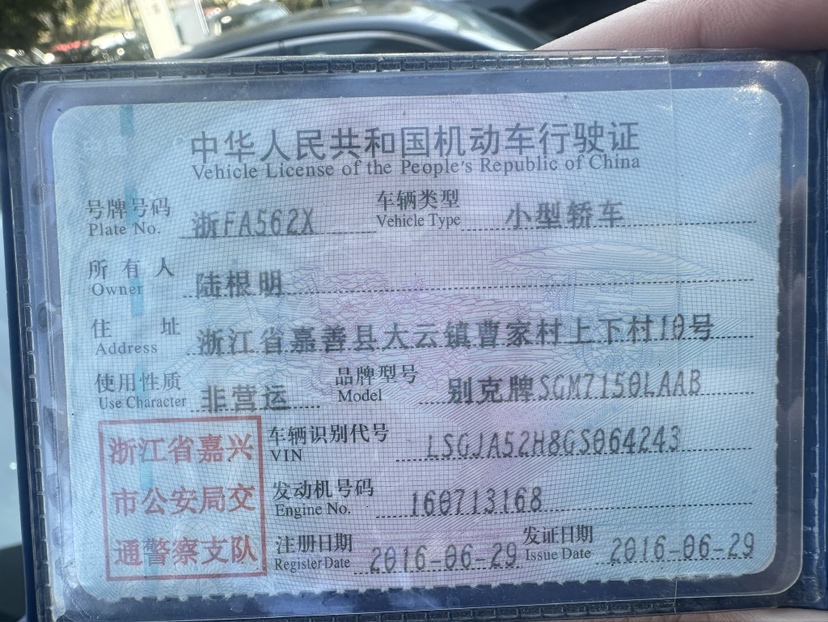 中华人民共和国机动车行驶证
Vehicle License of the People's Republic of China
号牌号码 浙FA562X 车辆类型 小型轿车
Plate No. Vehicle Type
所有人 陆根明
Owner
住址 浙江省嘉善县大云镇曹家村上下村10号
Address
使用性质 非营运 品牌型号 别克牌SGM7150LAAB
Use Character Model
浙江省嘉兴 车辆识别代号 LSGJA52H8GS064243
VIN
市公安局交 发动机号码 160713168
Engine No.
通警察支队 注册日期 2016-06-29 发证日期 2016-06-29
Register Date Issue Date